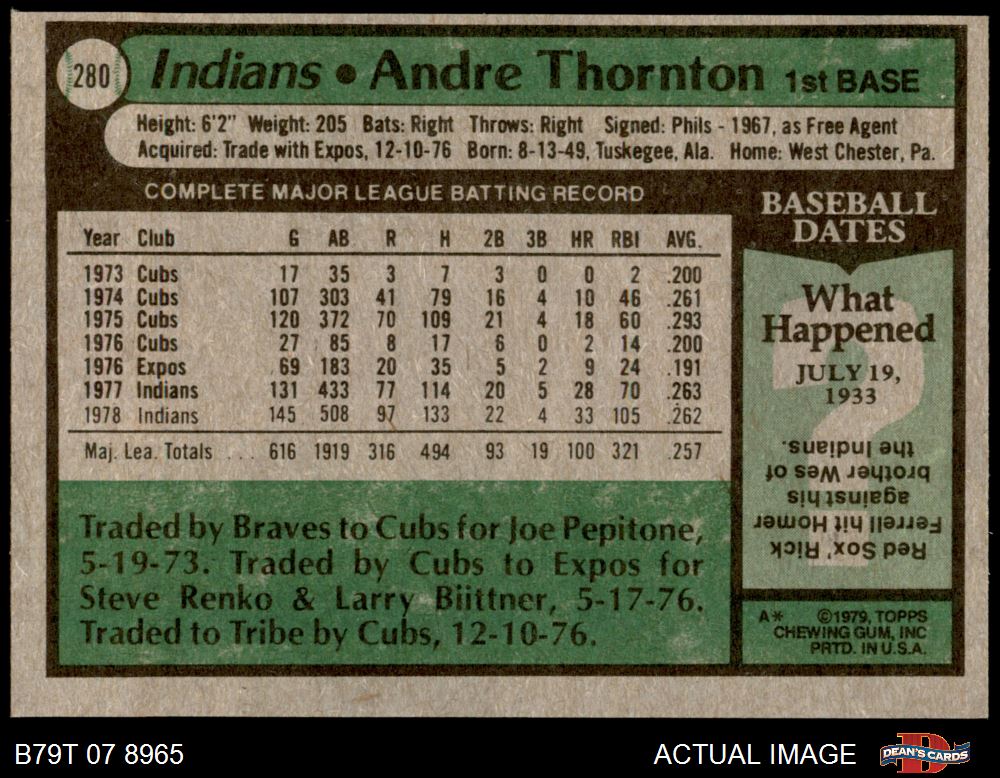 280 Indians • Andre Thornton 1st BASE
Height: 6'2" Weight: 205 Bats: Right Throws: Right Signed: Phils - 1967, as Free Agent
Acquired: Trade with Expos, 12-10-76 Born: 8-13-49, Tuskegee, Ala. Home: West Chester, Pa.
COMPLETE MAJOR LEAGUE BATTING RECORD
Year Club G AB R H 2B 3B HR RBI AVG.
1973 Cubs 17 35 3 7 3 0 0 2 .200
1974 Cubs 107 303 41 79 16 4 10 46 .261
1975 Cubs 120 372 70 109 21 4 18 60 .293
1976 Cubs 27 85 8 17 6 0 2 14 .200
1976 Expos 69 183 20 35 5 2 9 24 .191
1977 Indians 131 433 77 114 20 5 28 70 .263
1978 Indians 145 508 97 133 22 4 33 105 .262
Maj. Lea. Totals . . . 616 1919 316 494 93 19 100 321 .257
Traded by Braves to Cubs for Joe Pepitone,
5-19-73. Traded by Cubs to Expos for
Steve Renko & Larry Biittner, 5-17-76.
Traded to Tribe by Cubs, 12-10-76.
BASEBALL
DATES
What
Happened
JULY 19,
1933
Red Sox' Rick
Ferrell hit Homer
against his
brother Wes of
the Indians.
A* ©1979, TOPPS
CHEWING GUM, INC
PRTD. IN U.S.A.
B79T 07 8965
ACTUAL IMAGE
DEAN'S CARDS